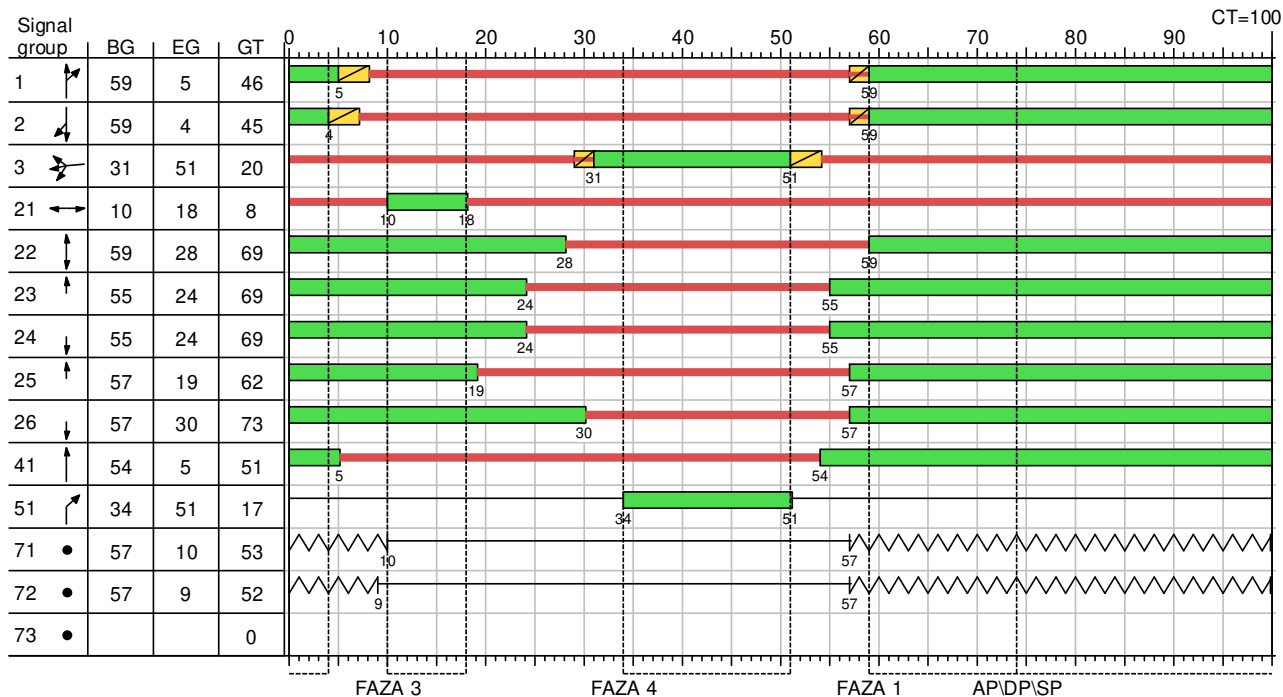 CT=100
Signal group BG EG GT 0 10 20 30 40 50 60 70 80 90
1 59 5 46 5 59
2 59 4 45 4 59
3 31 51 20 31 51
21 10 18 8 10 18
22 59 28 69 28 59
23 55 24 69 24 55
24 55 24 69 24 55
25 57 19 62 19 57
26 57 30 73 30 57
41 54 5 51 5 54
51 34 51 17 34 51
71 57 10 53 10 57
72 57 9 52 9 57
73 0
FAZA 3 FAZA 4 FAZA 1 AP\DP\SP